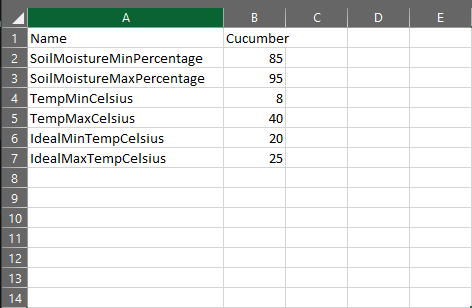 A B C D E
1 Name Cucumber
2 SoilMoistureMinPercentage 85
3 SoilMoistureMaxPercentage 95
4 TempMinCelsius 8
5 TempMaxCelsius 40
6 IdealMinTempCelsius 20
7 IdealMaxTempCelsius 25
8
9
10
11
12
13
14